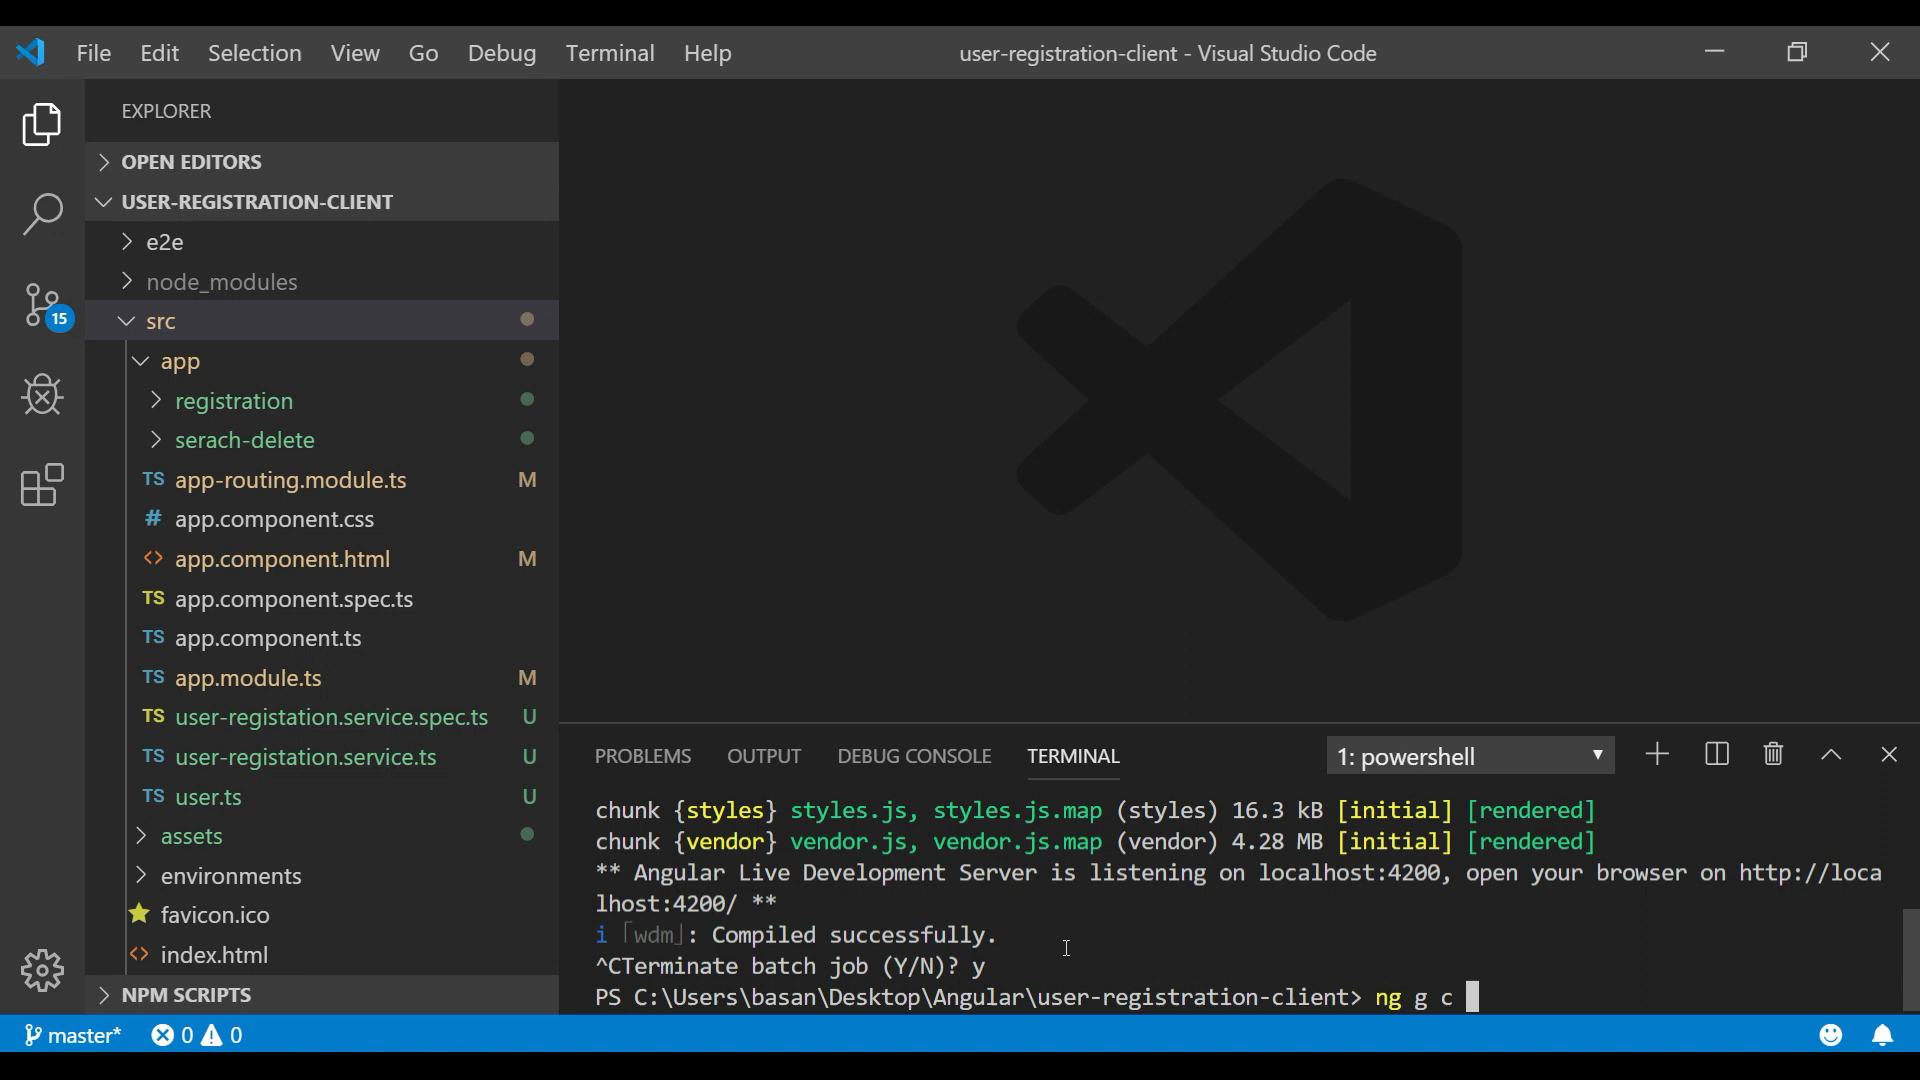 File Edit Selection View Go Debug Terminal Help user-registration-client - Visual Studio Code
EXPLORER
OPEN EDITORS
USER-REGISTRATION-CLIENT
e2e
node_modules
src
app
registration
serach-delete
TS app-routing.module.ts M
# app.component.css
<> app.component.html M
TS app.component.spec.ts
TS app.component.ts
TS app.module.ts M
TS user-registation.service.spec.ts U
TS user-registation.service.ts U
TS user.ts U
assets
environments
favicon.ico
<> index.html
NPM SCRIPTS
15
PROBLEMS OUTPUT DEBUG CONSOLE TERMINAL 1: powershell
chunk {styles} styles.js, styles.js.map (styles) 16.3 kB [initial] [rendered]
chunk {vendor} vendor.js, vendor.js.map (vendor) 4.28 MB [initial] [rendered]
** Angular Live Development Server is listening on localhost:4200, open your browser on http://loca
lhost:4200/ **
i ｢wdm｣: Compiled successfully.
^CTerminate batch job (Y/N)? y
PS C:\Users\basan\Desktop\Angular\user-registration-client> ng g c
master* 0 0